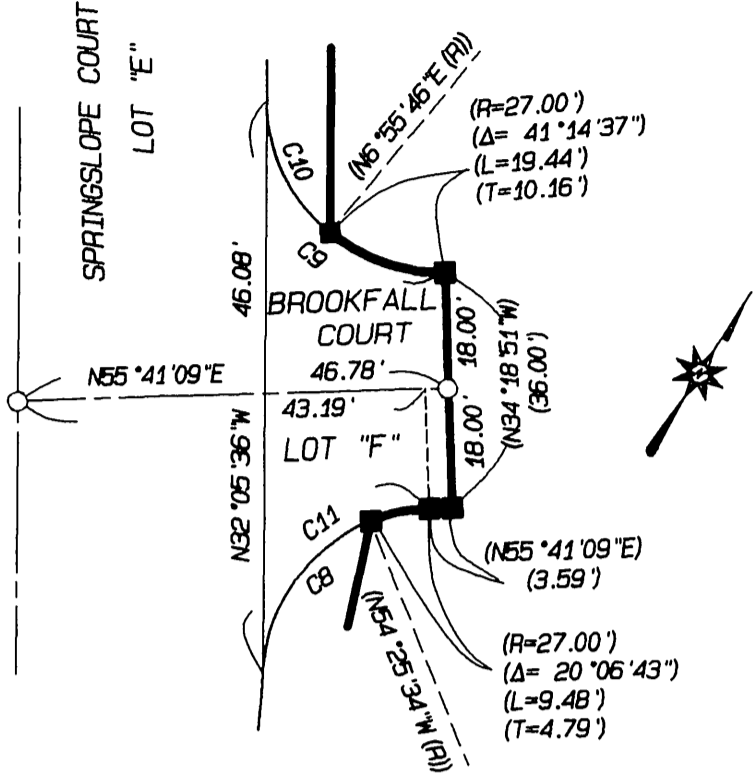 SPRINGSLOPE COURT
LOT "E"
(N6°55'46"E (R))
(R=27.00')
(Δ= 41°14'37")
(L=19.44')
(T=10.16')
C10
C9
46.08'
BROOKFALL
COURT
18.00'
(N34°18'51"W)
(36.00')
N55°41'09"E
46.78'
43.19'
18.00'
N
LOT "F"
N32°05'36"W
C11
C8
(N55°41'09"E)
(3.59')
(N54°25'34"W (R))
(R=27.00')
(Δ= 20°06'43")
(L=9.48')
(T=4.79')